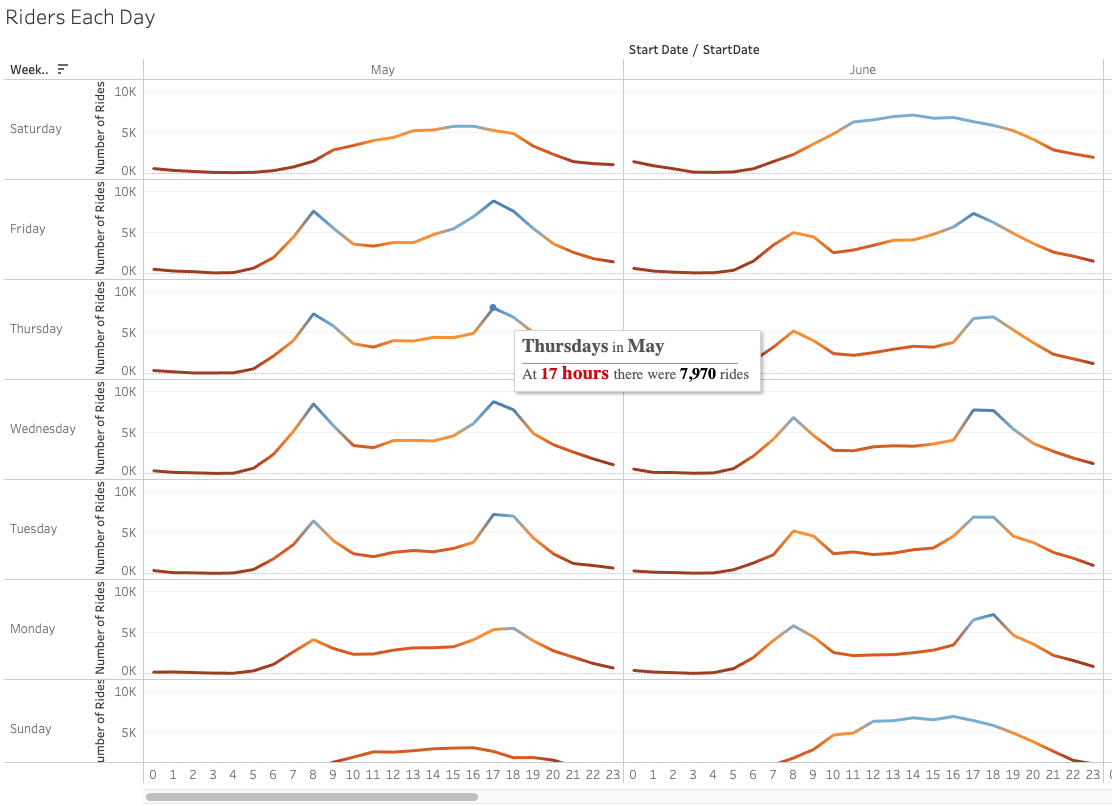 Riders Each Day
Start Date / StartDate
Week..
May
June
Saturday
Number of Rides
10K
5K
0K
Friday
Number of Rides
10K
5K
0K
Thursday
Number of Rides
10K
5K
0K
Thursdays in May
At 17 hours there were 7,970 rides
Wednesday
Number of Rides
10K
5K
0K
Tuesday
Number of Rides
10K
5K
0K
Monday
Number of Rides
10K
5K
0K
Sunday
umber of Rides
10K
5K
0 1 2 3 4 5 6 7 8 9 10 11 12 13 14 15 16 17 18 19 20 21 22 23 0 1 2 3 4 5 6 7 8 9 10 11 12 13 14 15 16 17 18 19 20 21 22 23